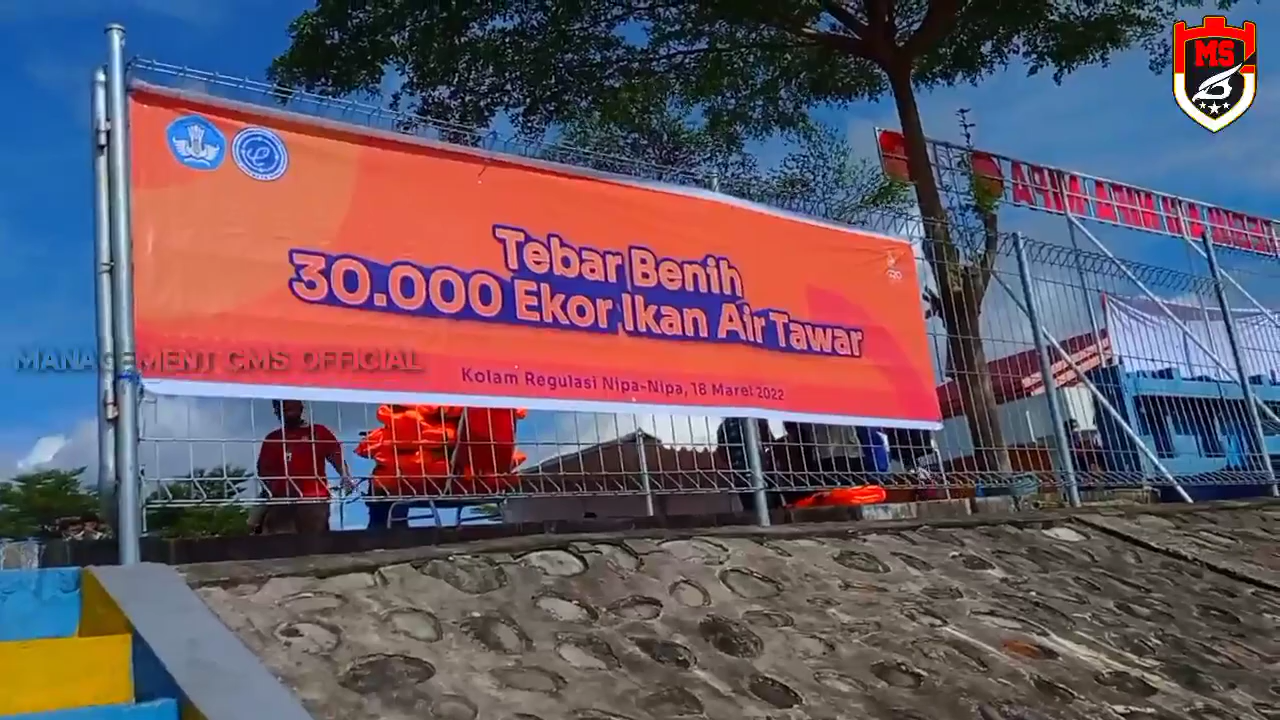 MS
Tebar Benih
30.000 Ekor Ikan Air Tawar
Kolam Regulasi Nipa-Nipa, 18 Maret 2022
MANAGEMENT CMS OFFICIAL